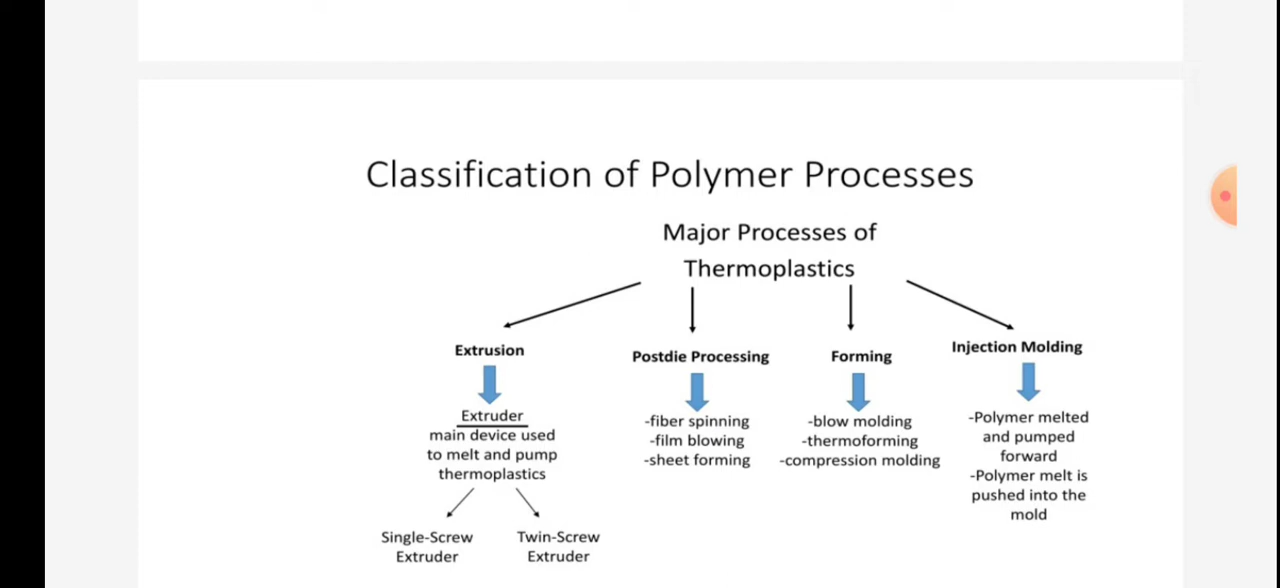 Classification of Polymer Processes
Major Processes of
Thermoplastics
Extrusion
Extruder
main device used
to melt and pump
thermoplastics
Single-Screw
Extruder
Twin-Screw
Extruder
Postdie Processing
-fiber spinning
-film blowing
-sheet forming
Forming
-blow molding
-thermoforming
-compression molding
Injection Molding
-Polymer melted
and pumped
forward
-Polymer melt is
pushed into the
mold